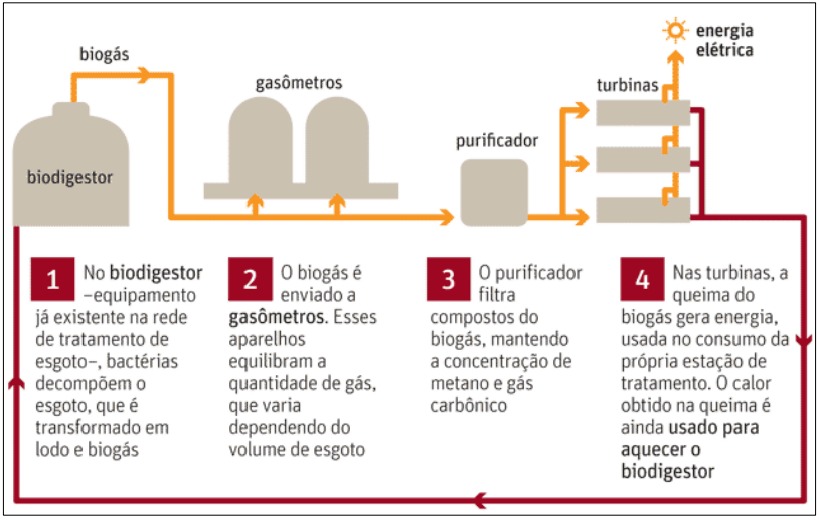 biogás
gasômetros
energia
elétrica
turbinas
purificador
biodigestor
1
No biodigestor
–equipamento
já existente na rede
de tratamento de
esgoto–, bactérias
decompõem o
esgoto, que é
transformado em
lodo e biogás
2
O biogás é
enviado a
gasômetros. Esses
aparelhos
equilibram a
quantidade de gás,
que varia
dependendo do
volume de esgoto
3
O purificador
filtra
compostos do
biogás, mantendo
a concentração de
metano e gás
carbônico
4
Nas turbinas, a
queima do
biogás gera energia,
usada no consumo da
própria estação de
tratamento. O calor
obtido na queima é
ainda usado para
aquecer o
biodigestor